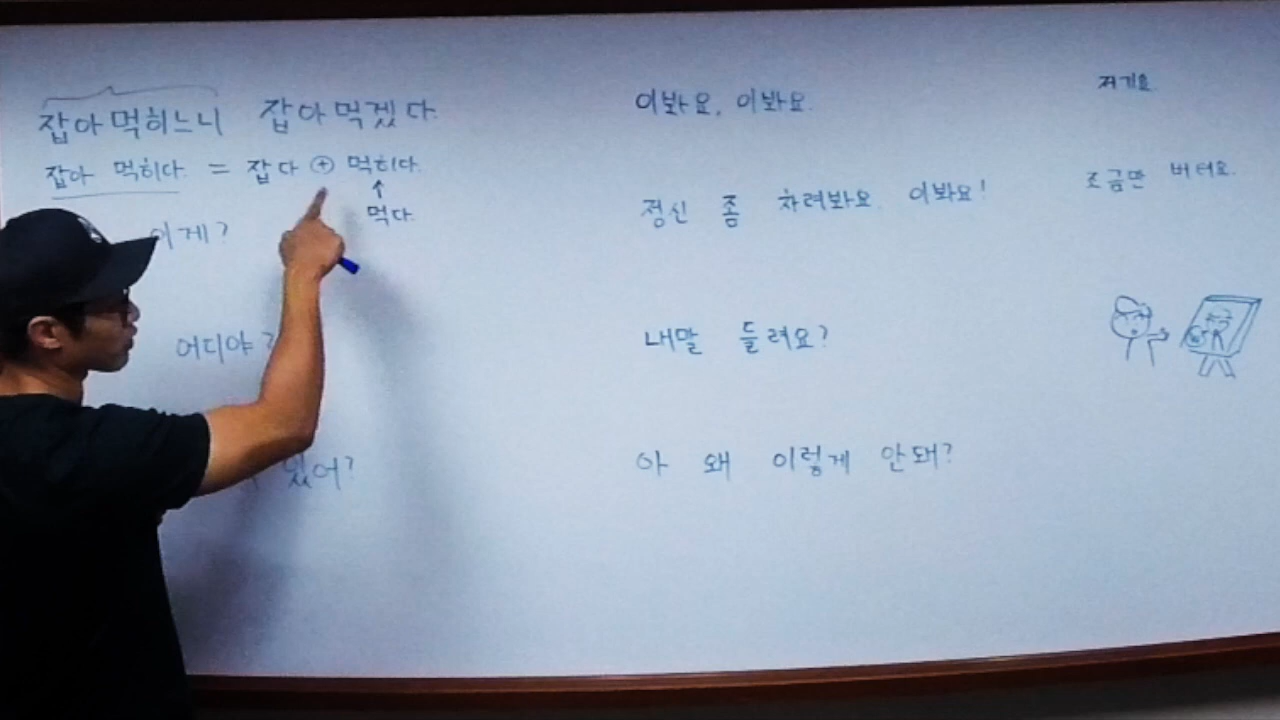 잡아먹히느니 잡아먹겠다.
잡아 먹히다. = 잡다 + 먹히다.
↑
먹다.
이게?
어디야?
있어?
이봐요, 이봐요.
정신 좀 차려봐요. 이봐요!
내말 들려요?
아 왜 이렇게 안돼?
저기요.
조금만 버텨요.